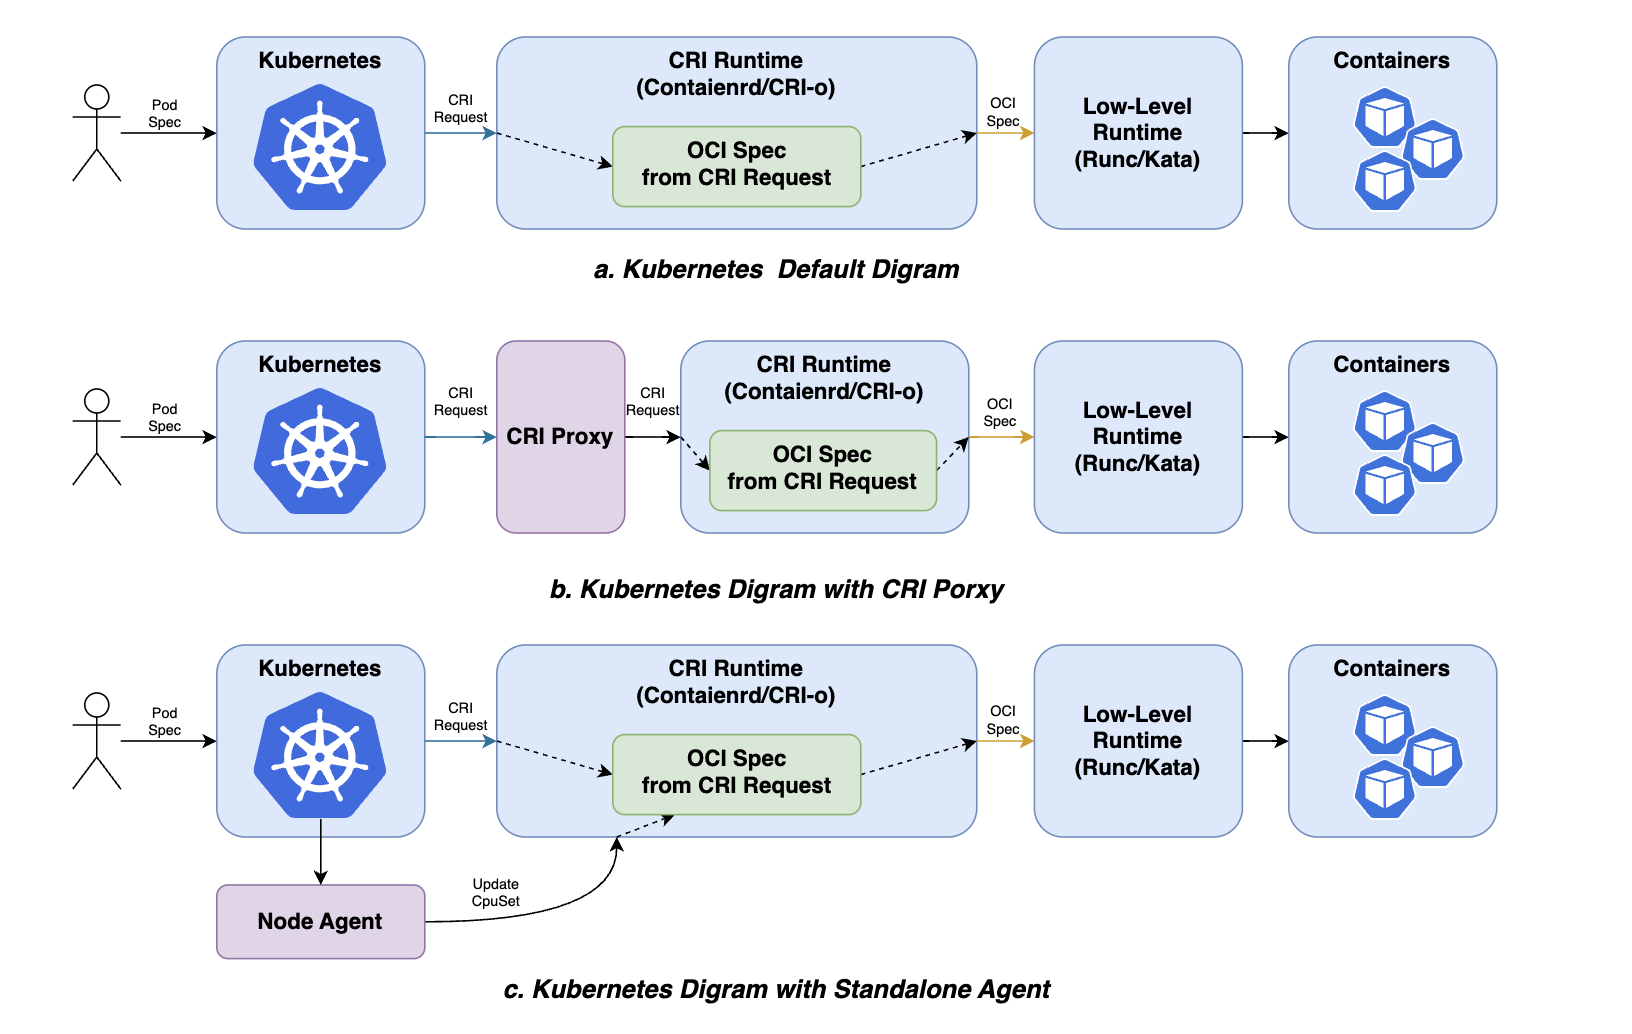 Kubernetes
CRI Runtime
(Contaienrd/CRI-o)
Containers
Pod
Spec
CRI
Request
OCI Spec
from CRI Request
OCI
Spec
Low-Level
Runtime
(Runc/Kata)
a. Kubernetes  Default Digram
Kubernetes
CRI Runtime
(Contaienrd/CRI-o)
Containers
Pod
Spec
CRI
Request
CRI Proxy
CRI
Request
OCI Spec
from CRI Request
OCI
Spec
Low-Level
Runtime
(Runc/Kata)
b. Kubernetes Digram with CRI Porxy
Kubernetes
CRI Runtime
(Contaienrd/CRI-o)
Containers
Pod
Spec
CRI
Request
OCI Spec
from CRI Request
OCI
Spec
Low-Level
Runtime
(Runc/Kata)
Update
CpuSet
Node Agent
c. Kubernetes Digram with Standalone Agent